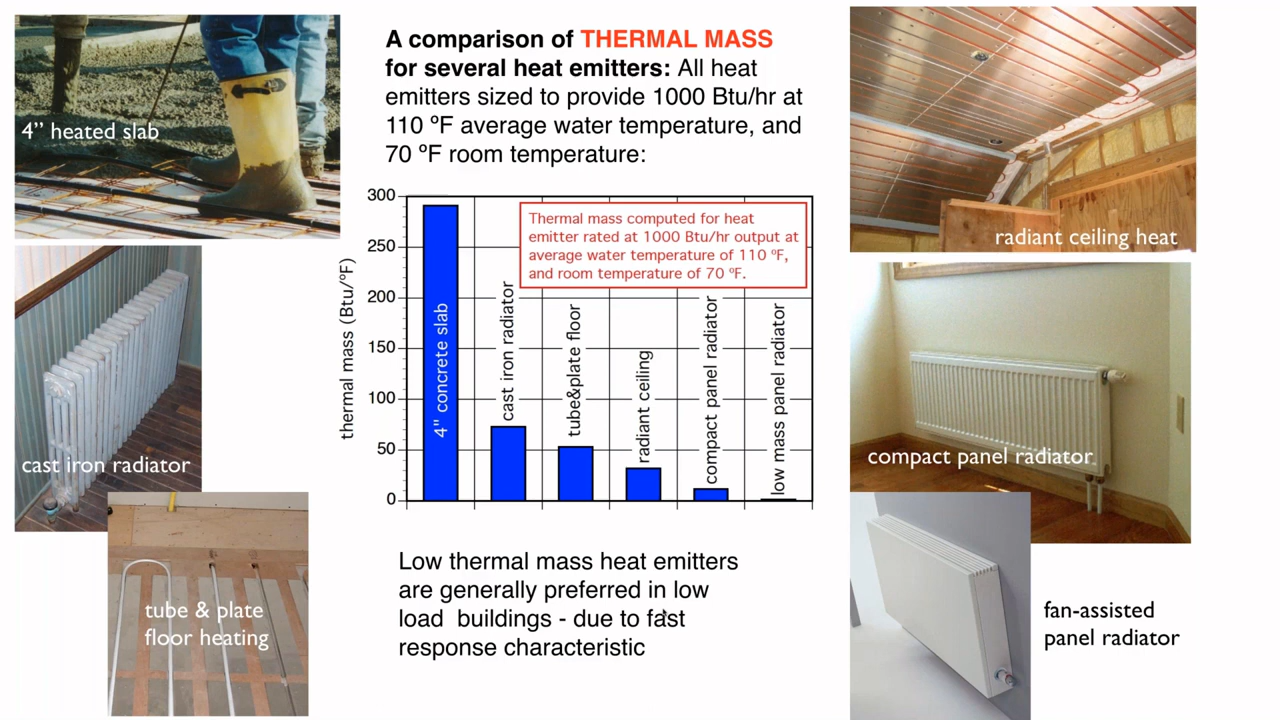 A comparison of THERMAL MASS
for several heat emitters: All heat
emitters sized to provide 1000 Btu/hr at
110 ºF average water temperature, and
70 ºF room temperature:
4” heated slab
cast iron radiator
tube & plate
floor heating
thermal mass (Btu/ºF)
300
250
200
150
100
50
0
Thermal mass computed for heat
emitter rated at 1000 Btu/hr output at
average water temperature of 110 ºF,
and room temperature of 70 ºF.
4" concrete slab
cast iron radiator
tube&plate floor
radiant ceiling
compact panel radiator
low mass panel radiator
Low thermal mass heat emitters
are generally preferred in low
load  buildings - due to fast
response characteristic
radiant ceiling heat
compact panel radiator
fan-assisted
panel radiator